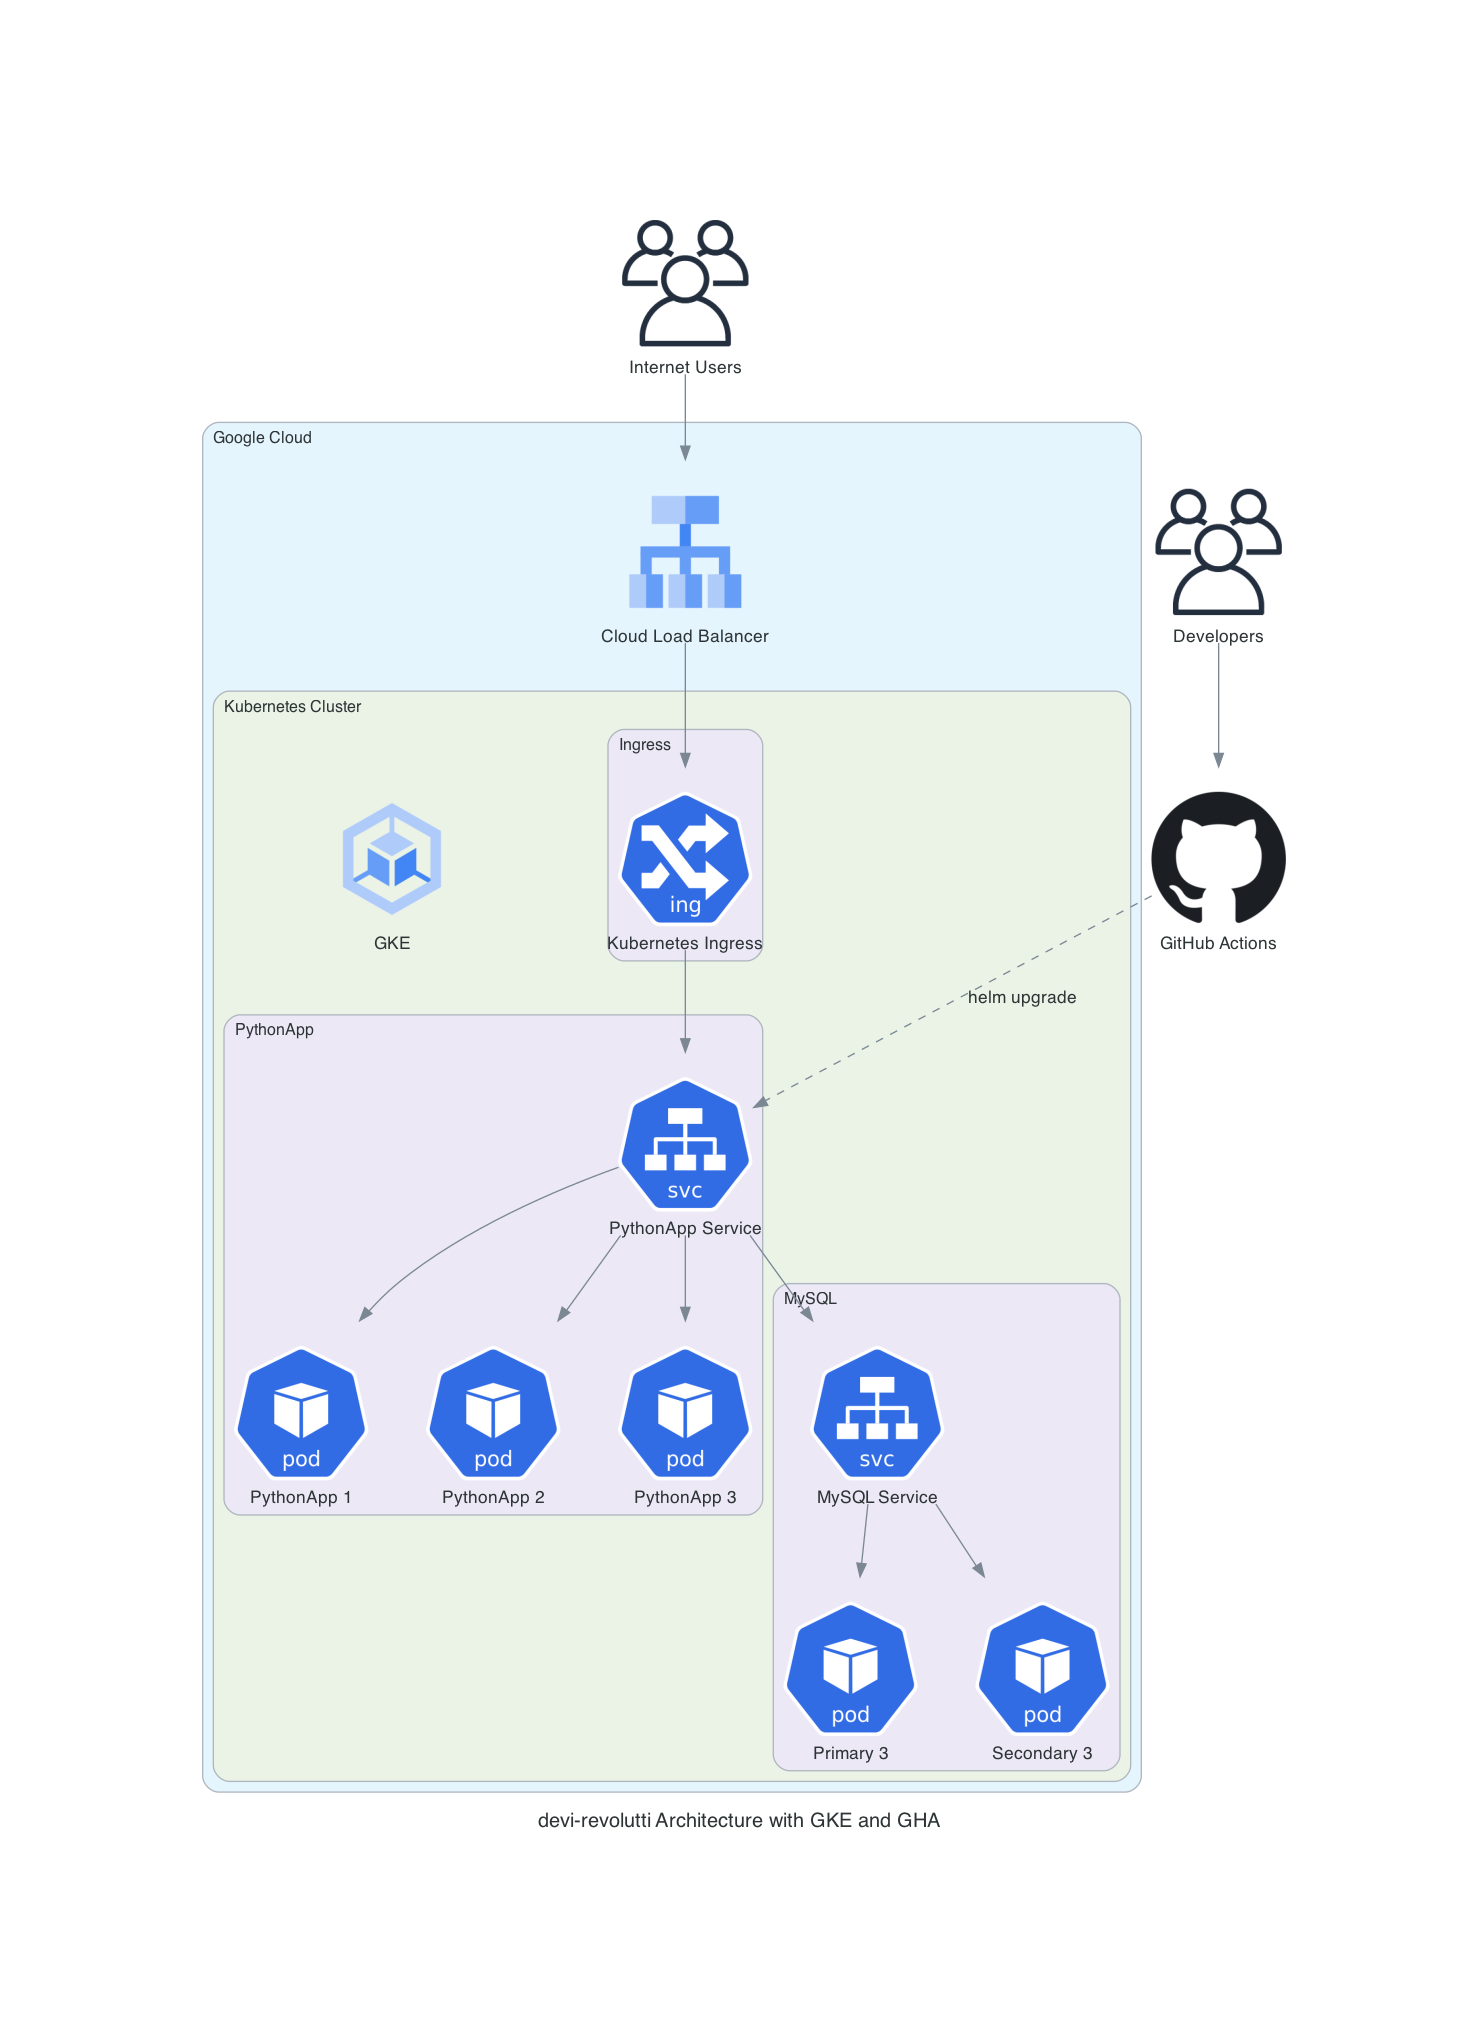 Internet Users
Google Cloud
Cloud Load Balancer
Developers
Kubernetes Cluster
Ingress
ing
GKE
Kubernetes Ingress
GitHub Actions
helm upgrade
PythonApp
svc
PythonApp Service
MySQL
pod
pod
pod
svc
PythonApp 1
PythonApp 2
PythonApp 3
MySQL Service
pod
pod
Primary 3
Secondary 3
devi-revolutti Architecture with GKE and GHA